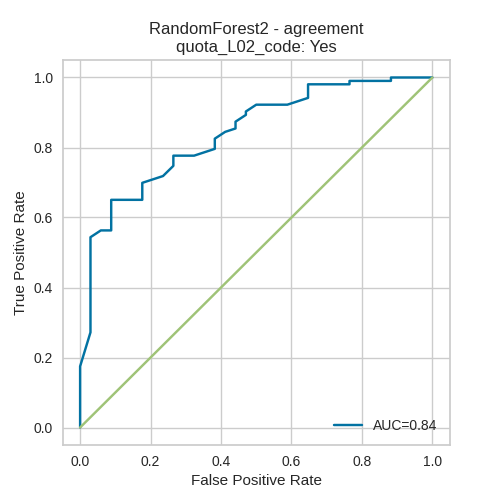 RandomForest2 - agreement
quota_L02_code: Yes
1.0
0.8
0.6
0.4
0.2
0.0
True Positive Rate
AUC=0.84
0.0 0.2 0.4 0.6 0.8 1.0
False Positive Rate